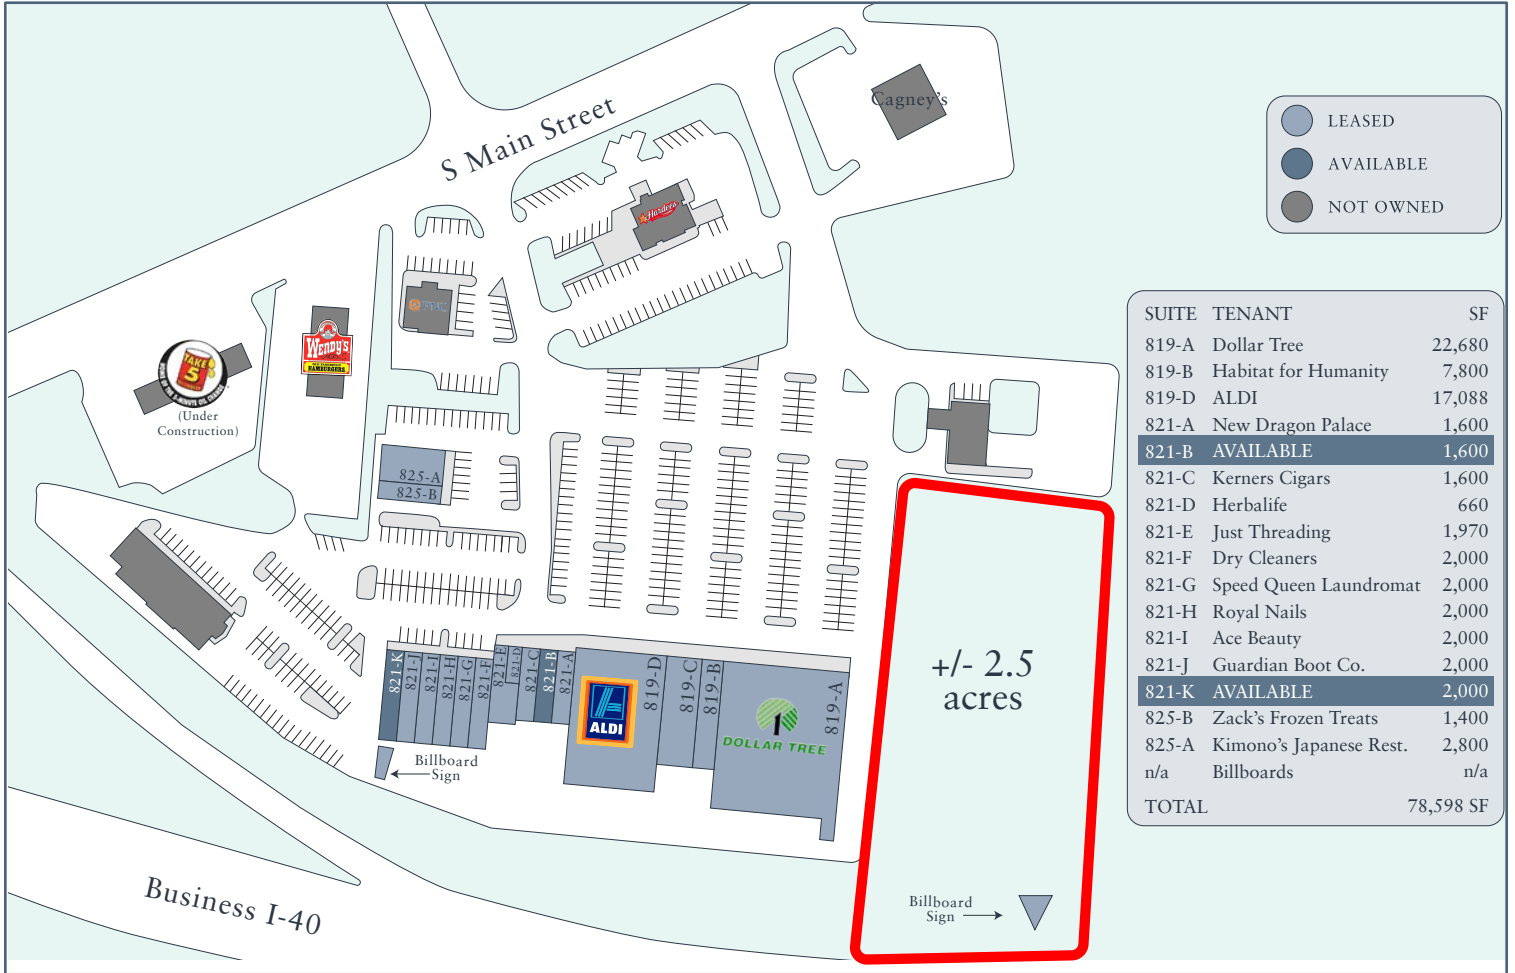 S Main Street
Cagney's
Hardee's
WENDY'S
OLD FASHIONED
HAMBURGERS
TAKE
5
(Under
Construction)
825-A
825-B
821-K
821-J
821-I
821-H
821-G
821-F
821-E
821-D
821-C
821-B
821-A
819-D
819-C
819-B
819-A
ALDI
1
DOLLAR TREE
Billboard
Sign
+/- 2.5
acres
Billboard
Sign
Business I-40
LEASED
AVAILABLE
NOT OWNED
SUITE TENANT SF
819-A Dollar Tree 22,680
819-B Habitat for Humanity 7,800
819-D ALDI 17,088
821-A New Dragon Palace 1,600
821-B AVAILABLE 1,600
821-C Kerners Cigars 1,600
821-D Herbalife 660
821-E Just Threading 1,970
821-F Dry Cleaners 2,000
821-G Speed Queen Laundromat 2,000
821-H Royal Nails 2,000
821-I Ace Beauty 2,000
821-J Guardian Boot Co. 2,000
821-K AVAILABLE 2,000
825-B Zack's Frozen Treats 1,400
825-A Kimono's Japanese Rest. 2,800
n/a Billboards n/a
TOTAL 78,598 SF